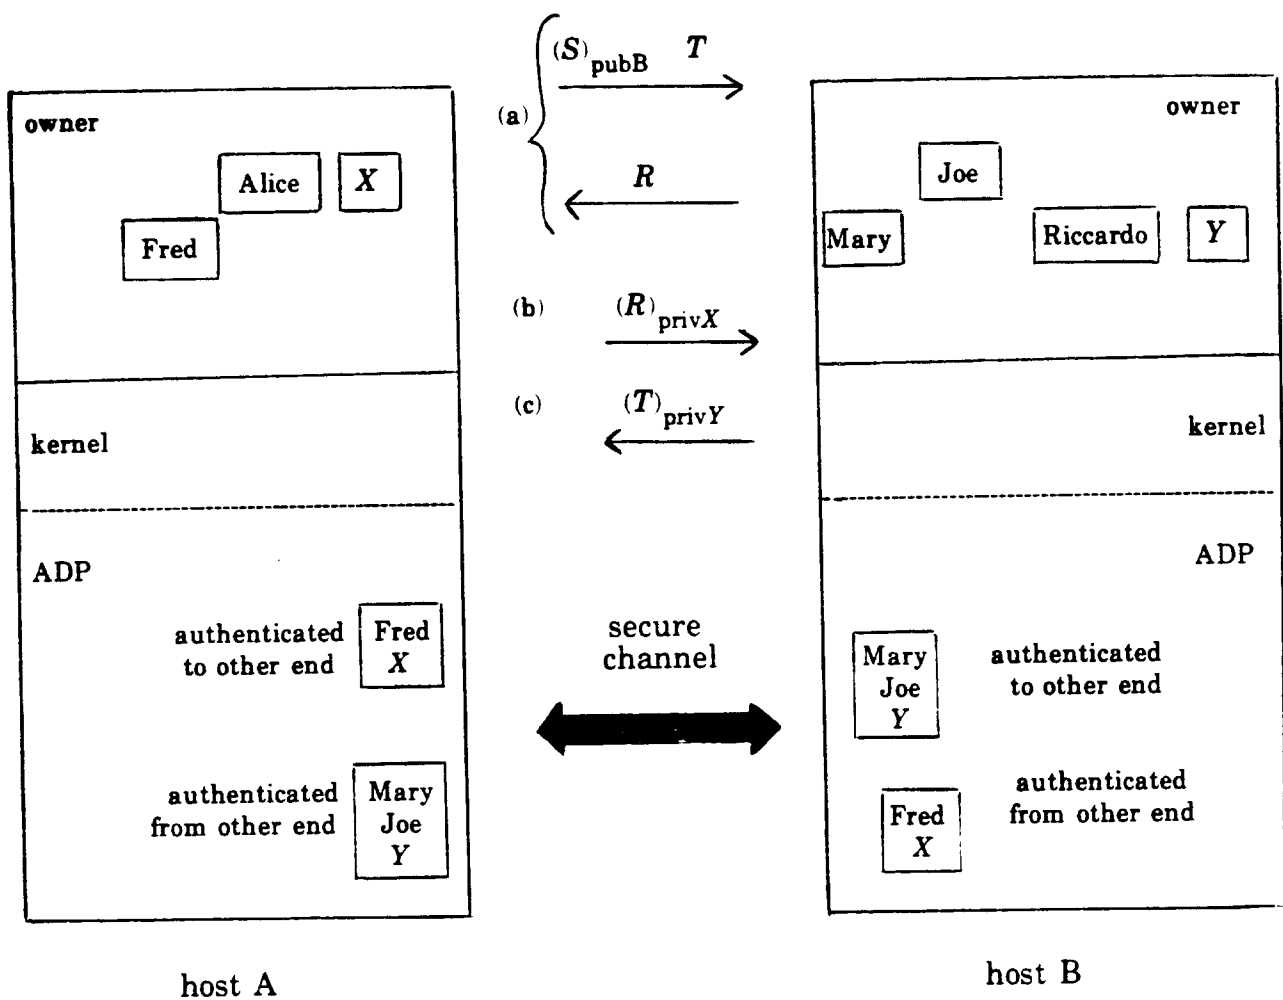 (a)
(S)pubB T
R
(b)
(R)privX
(c)
(T)privY
owner
Alice
X
Fred
kernel
ADP
authenticated
to other end
Fred
X
authenticated
from other end
Mary
Joe
Y
host A
secure
channel
owner
Joe
Mary
Riccardo
Y
kernel
ADP
Mary
Joe
Y
authenticated
to other end
Fred
X
authenticated
from other end
host B